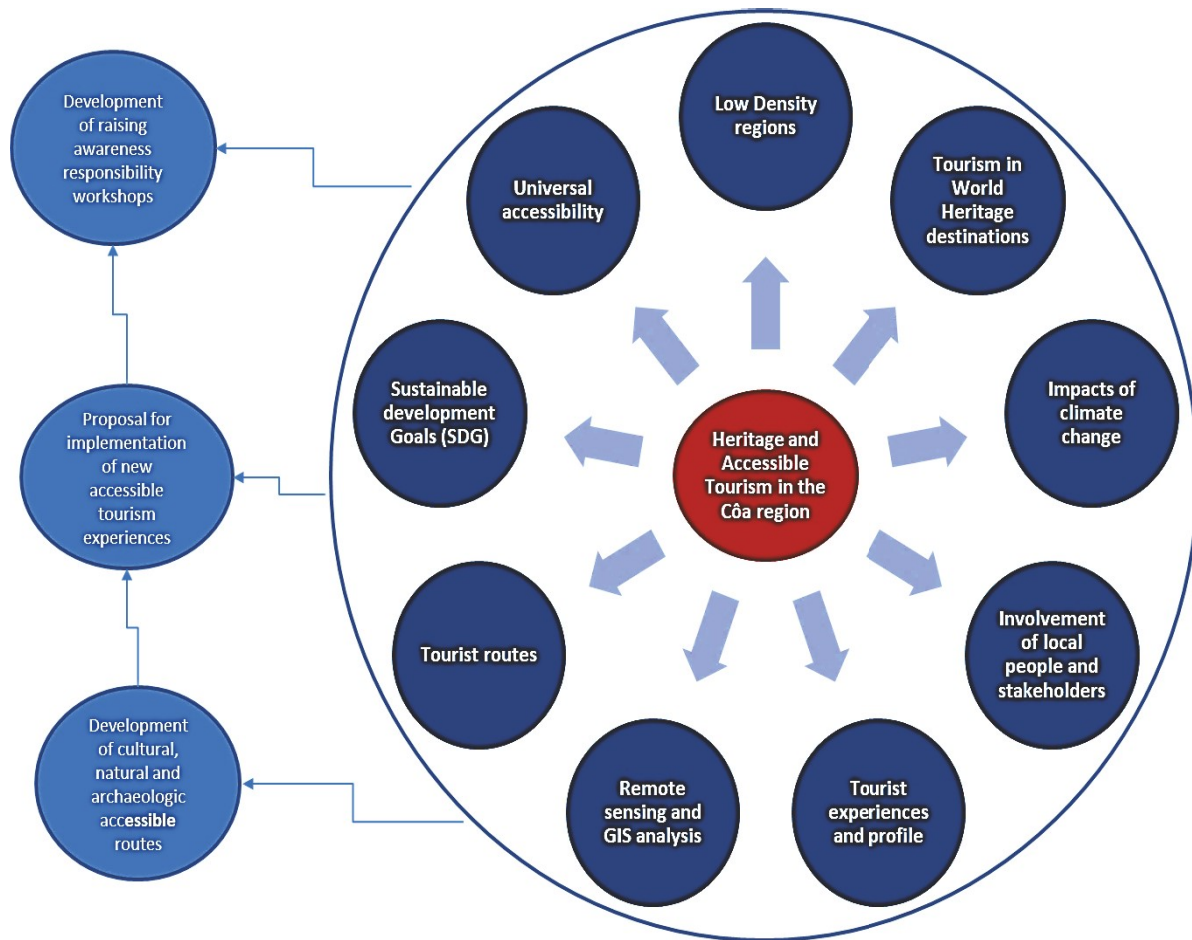 Development
of raising
awareness
responsibility
workshops
Proposal for
implementation
of new
accessible
tourism
experiences
Development
of cultural,
natural and
archaeologic
accessible
routes
Low Density
regions
Universal
accessibility
Tourism in
World
Heritage
destinations
Sustainable
development
Goals (SDG)
Impacts of
climate
change
Heritage and
Accessible
Tourism in the
Côa region
Tourist routes
Involvement
of local
people and
stakeholders
Remote
sensing and
GIS analysis
Tourist
experiences
and profile